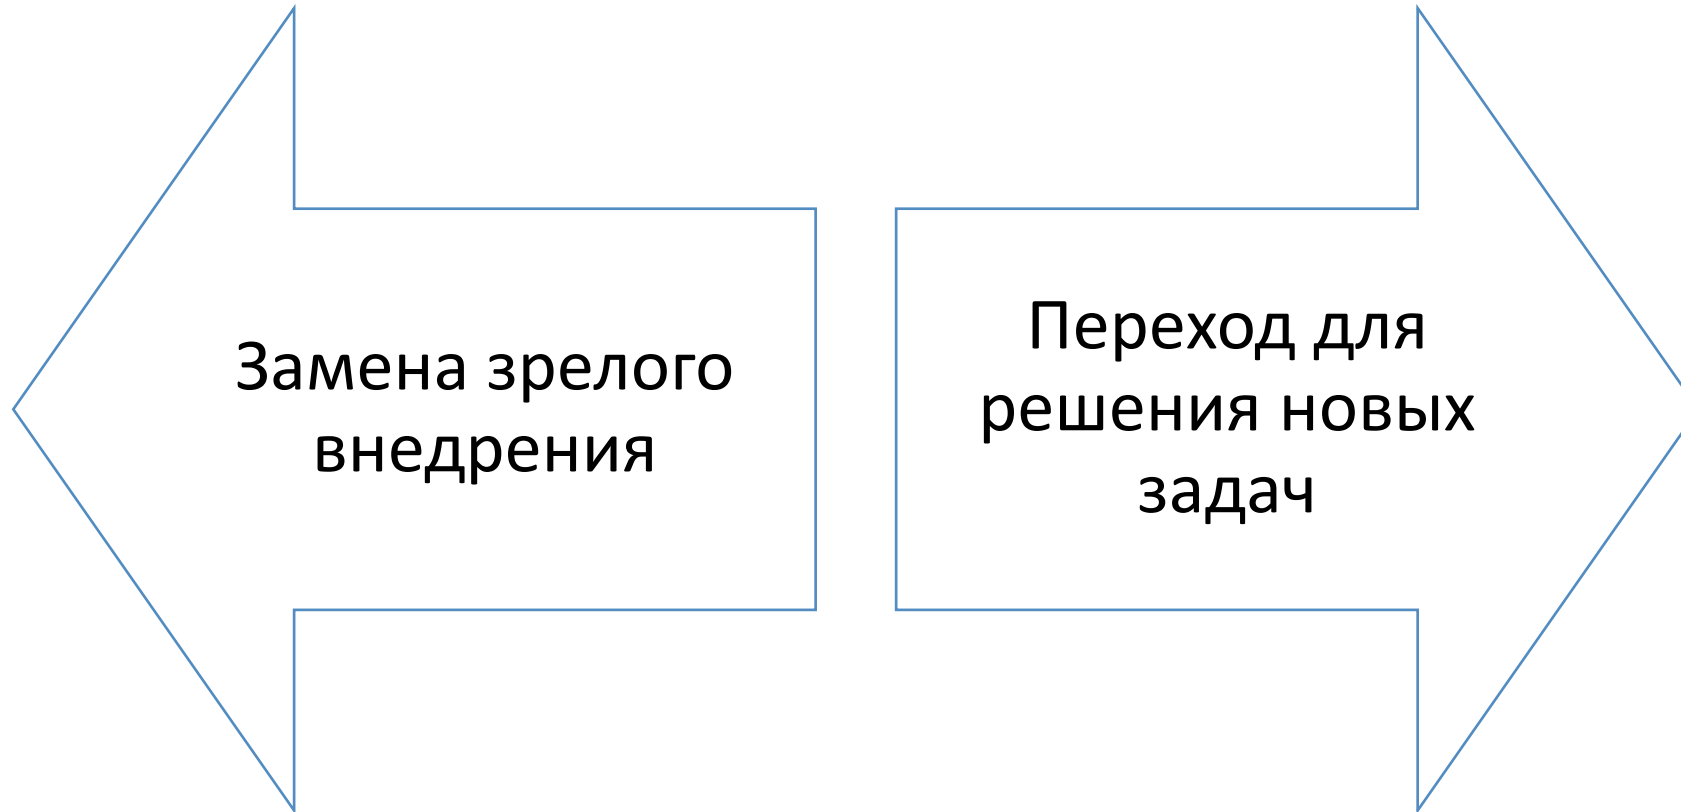 Замена зрелого
внедрения
Переход для
решения новых
задач